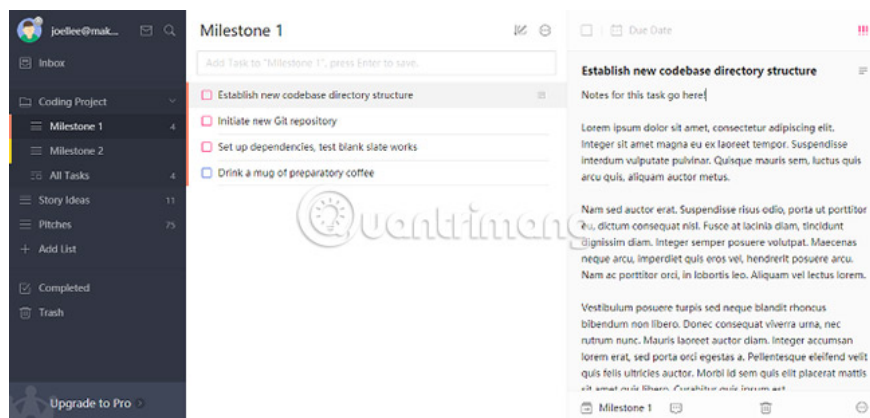 joellee@mak...
Inbox
Coding Project
Milestone 1 4
Milestone 2
All Tasks 4
Story Ideas 11
Pitches 75
+ Add List
Completed
Trash
Upgrade to Pro
Milestone 1
Add Task to "Milestone 1", press Enter to save.
Establish new codebase directory structure
Initiate new Git repository
Set up dependencies, test blank slate works
Drink a mug of preparatory coffee
Quantrimang
Due Date
!!!
Establish new codebase directory structure
Notes for this task go here!
Lorem ipsum dolor sit amet, consectetur adipiscing elit.
Integer sit amet magna eu ex laoreet tempor. Suspendisse
interdum vulputate pulvinar. Quisque mauris sem, luctus quis
arcu quis, aliquam auctor metus.
Nam sed auctor erat. Suspendisse risus odio, porta ut porttitor
eu, dictum consequat nisl. Fusce at lacinia diam, tincidunt
dignissim diam. Integer semper posuere volutpat. Maecenas
neque arcu, imperdiet quis eros vel, hendrerit posuere arcu.
Nam ac porttitor orci, in lobortis leo. Aliquam vel lectus lorem.
Vestibulum posuere turpis sed neque blandit rhoncus
bibendum non libero. Donec consequat viverra urna, nec
rutrum nunc. Mauris laoreet auctor diam. Integer accumsan
lorem erat, sed porta orci egestas a. Pellentesque eleifend velit
quis felis ultricies auctor. Morbi id sem quis elit placerat mattis
sit amet quis libero. Curabitur quis ipsum est
Milestone 1